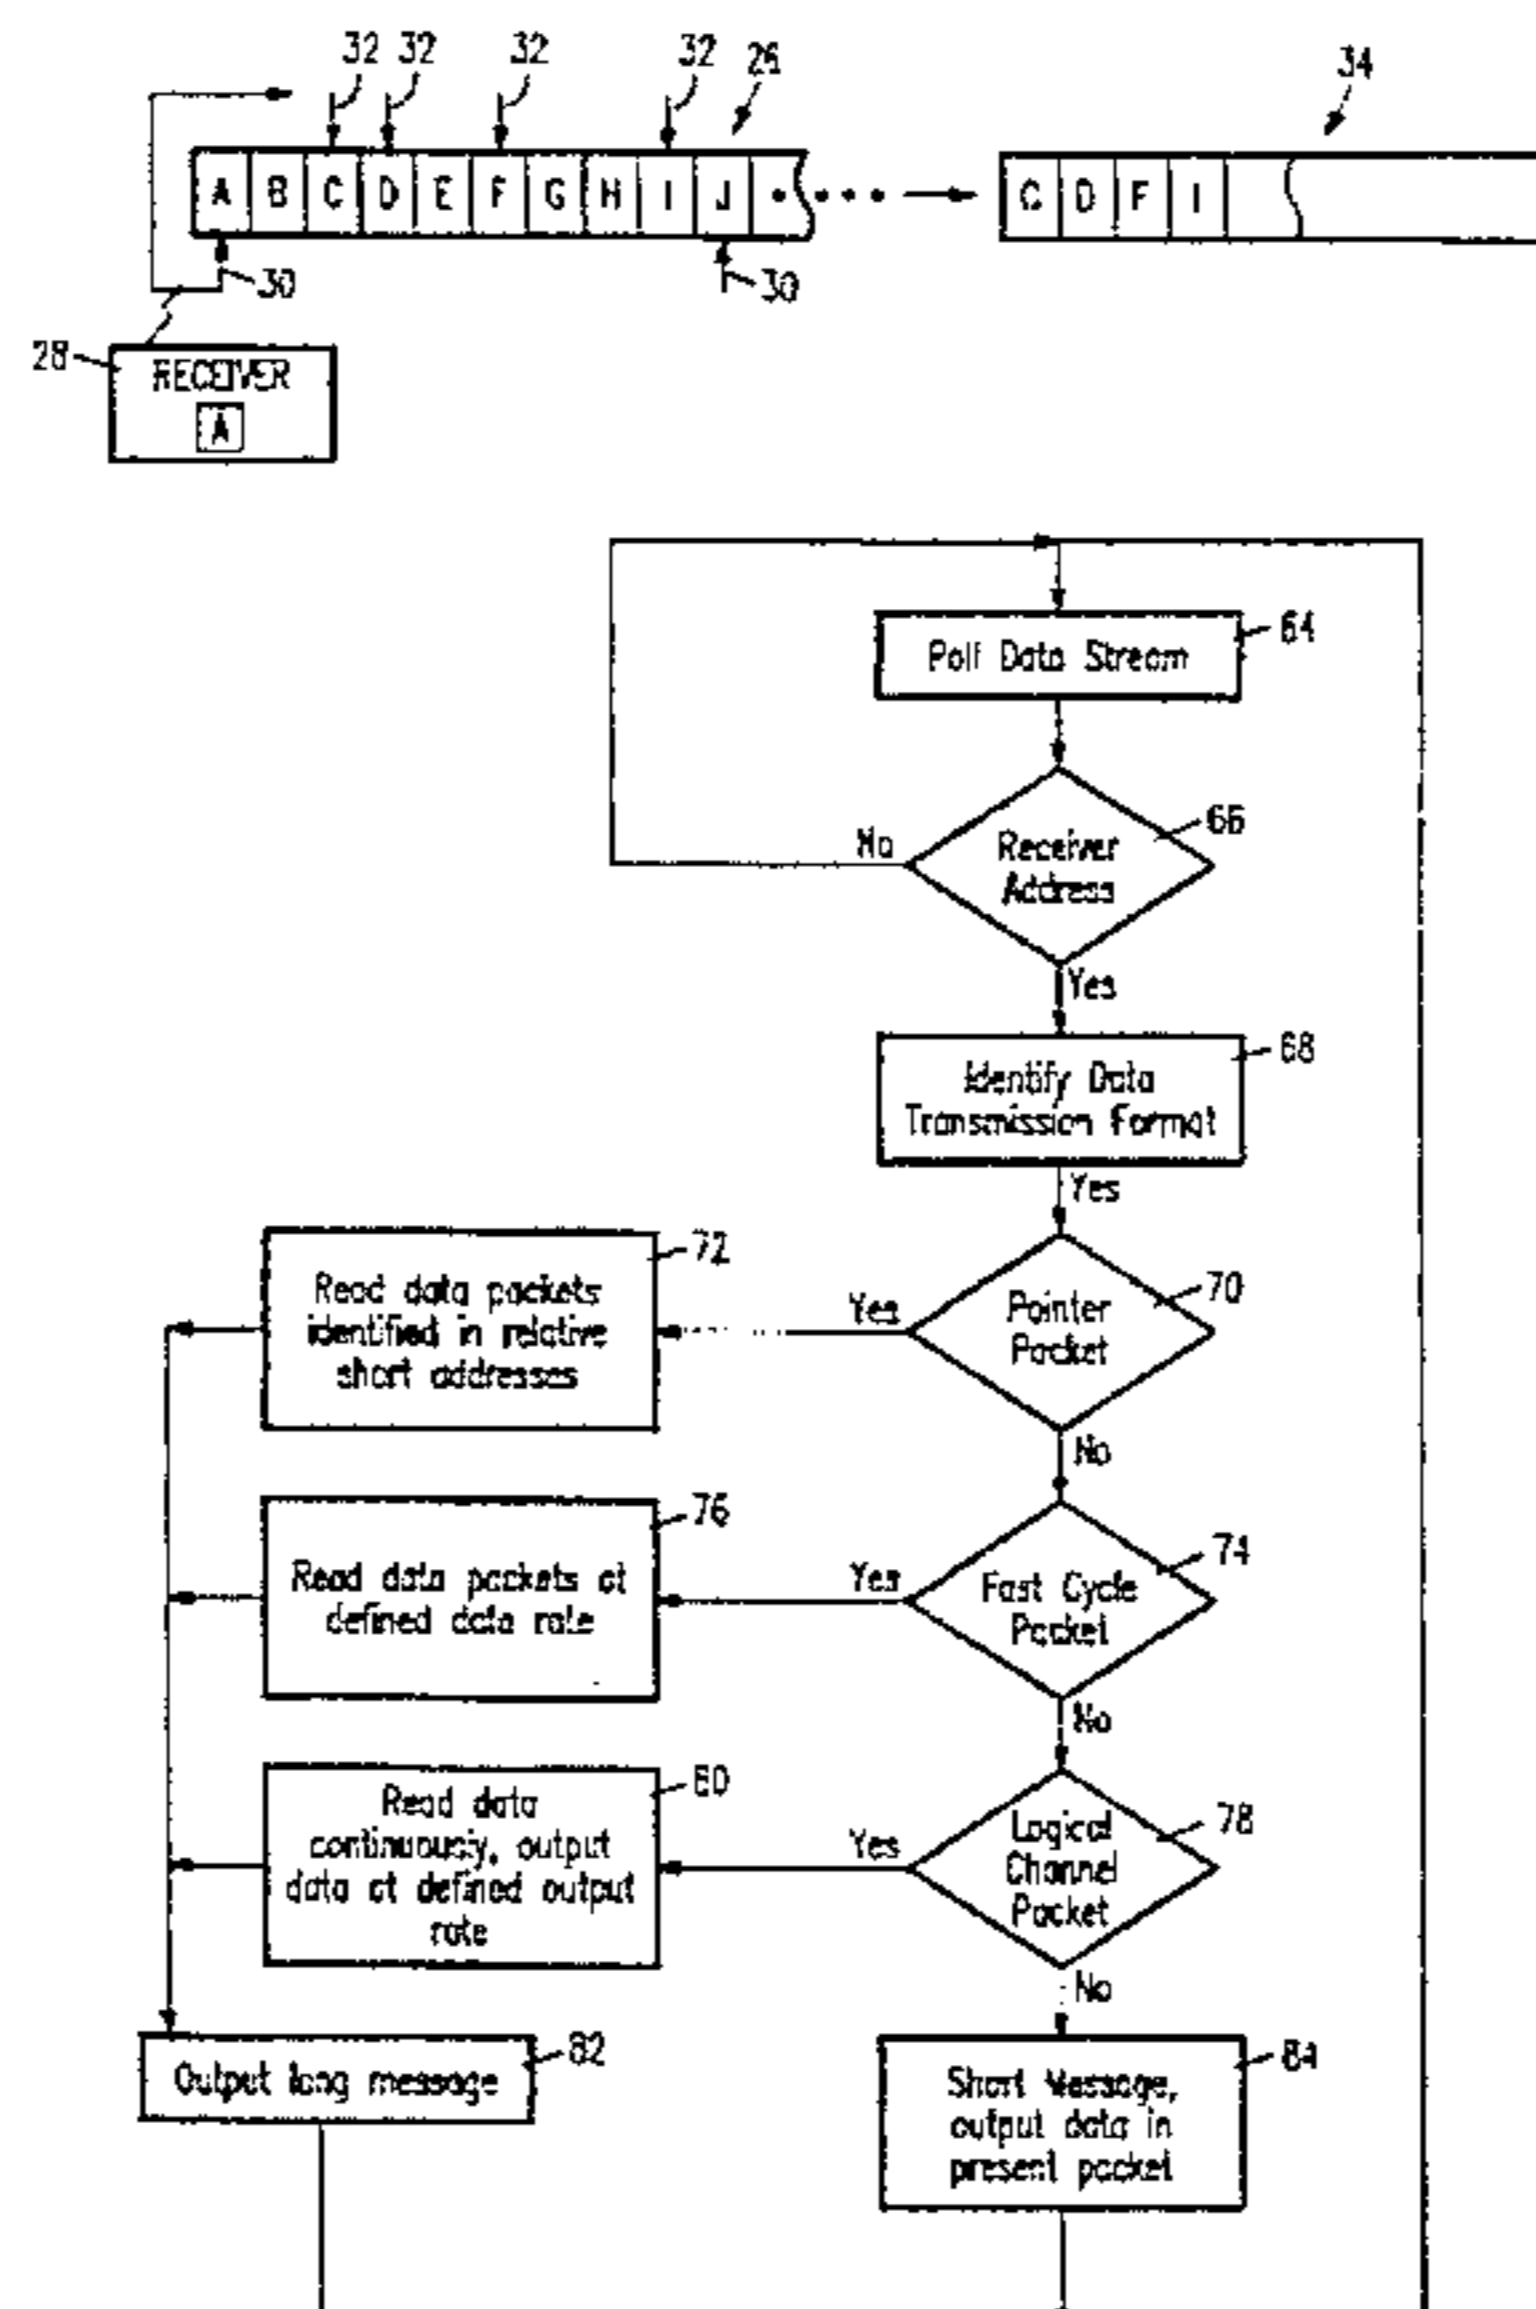 32 32 32 32 26 34
A B C D E F G H I J C D F I
30 30
28
RECEIVER
A
Poll Data Stream
64
Receiver
Address
66
No
Yes
Identify Data
Transmission Format
68
Yes
Pointer
Packet
70
Yes
No
Read data packets
identified in relative
short addresses
72
Fast Cycle
Packet
74
Yes
No
Read data packets at
defined data rate
76
Logical
Channel
Packet
78
Yes
No
Read data
continuously, output
data at defined output
rate
80
Output long message
82
Short Message,
output data in
present packet
84